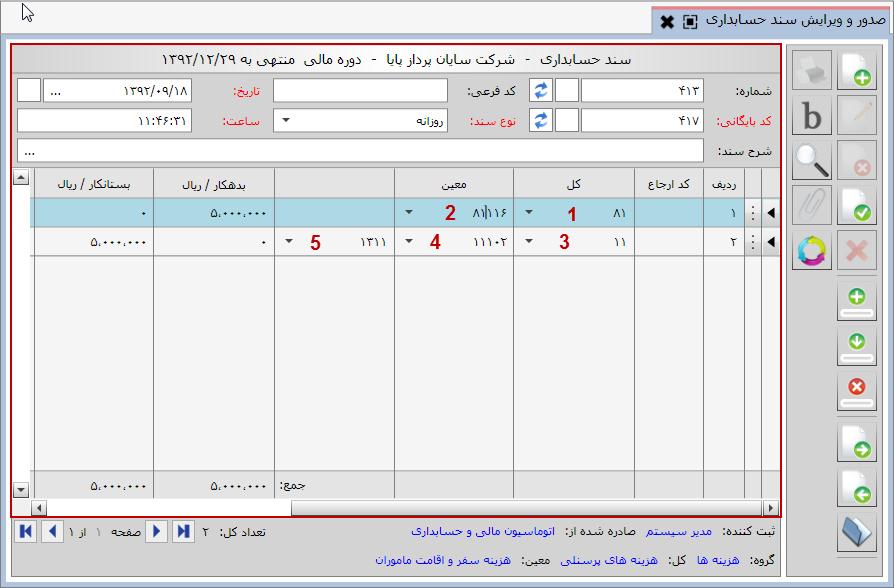 صدور و ویرایش سند حسابداری
سند حسابداری - شرکت سایان پرداز پایا - دوره مالی منتهی به ۱۳۹۲/۱۲/۲۹
شماره: ۴۱۳ کد فرعی: تاریخ: ۱۳۹۲/۰۹/۱۸ ...
کد بایگانی: ۴۱۷ نوع سند: روزانه ساعت: ۱۱:۴۶:۳۱
شرح سند: ...
ردیف کد ارجاع کل معین بدهکار / ریال بستانکار / ریال
۱ ۸۱ 1 ۸۱۱۱۶ 2 ۵,۰۰۰,۰۰۰ ۰
۲ ۱۱ 3 ۱۱۱۰۲ 4 ۱۳۱۱ 5 ۰ ۵,۰۰۰,۰۰۰
جمع: ۵,۰۰۰,۰۰۰ ۵,۰۰۰,۰۰۰
ثبت کننده: مدیر سیستم صادره شده از: اتوماسیون مالی و حسابداری تعداد کل: ۲ صفحه ۱ از ۱
گروه: هزینه ها کل: هزینه های پرسنلی معین: هزینه سفر و اقامت ماموران
b